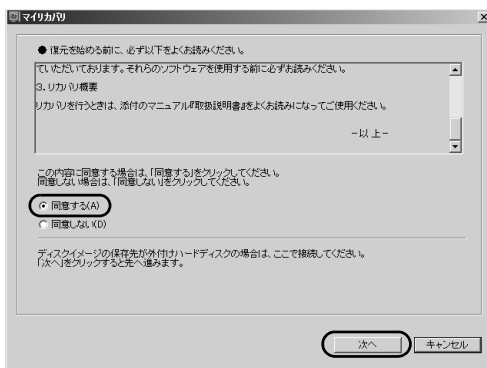 マイリカバリ
● 復元を始める前に、必ず以下をよくお読みください。
ていただいております。それらのソフトウェアを使用する前に必ずお読みください。
3. リカバリ概要
リカバリを行うときは、添付のマニュアル『取扱説明書』をよくお読みになってご使用ください。
－以 上－
この内容に同意する場合は、「同意する」をクリックしてください。
同意しない場合は、「同意しない」をクリックしてください。
同意する(A)
同意しない(D)
ディスクイメージの保存先が外付けハードディスクの場合は、ここで接続してください。
「次へ」をクリックすると先へ進みます。
次へ
キャンセル